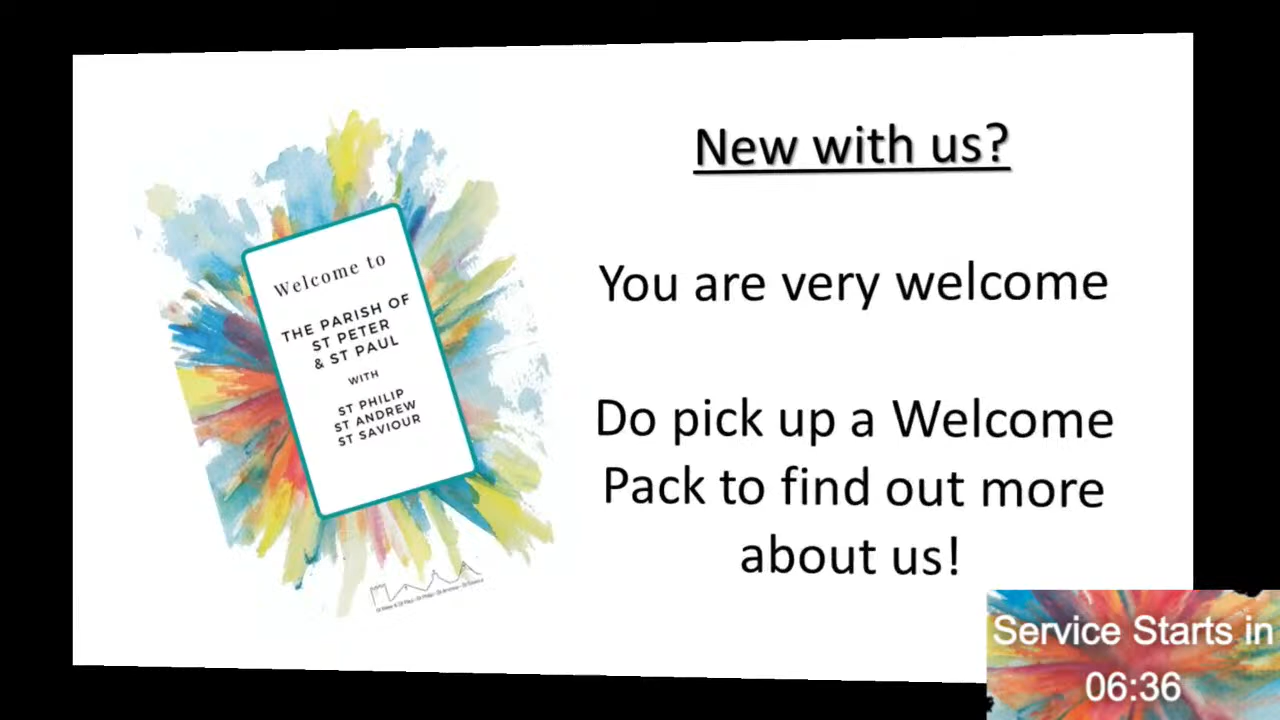 New with us?
You are very welcome
Do pick up a Welcome
Pack to find out more
about us!
Welcome to
THE PARISH OF
ST PETER
& ST PAUL
WITH
ST PHILIP
ST ANDREW
ST SAVIOUR
Service Starts in
06:36